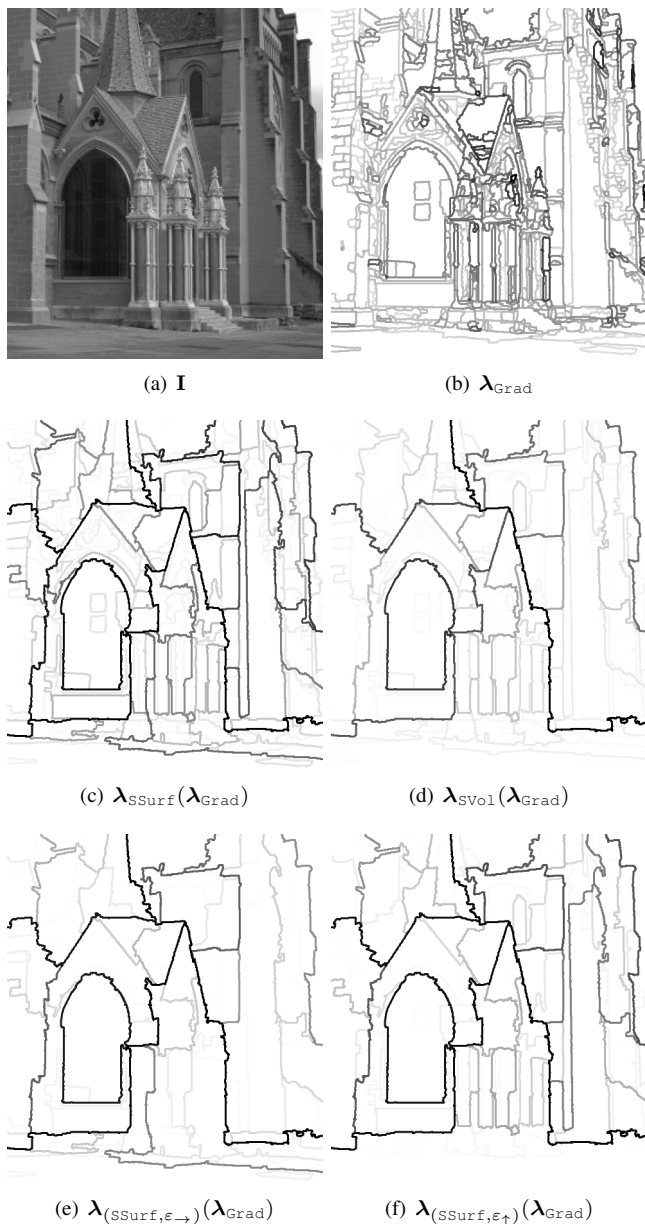 (a) I
(b) λGrad
(c) λSSurf(λGrad)
(d) λSVol(λGrad)
(e) λ(SSurf,ε→)(λGrad)
(f) λ(SSurf,ε↑)(λGrad)